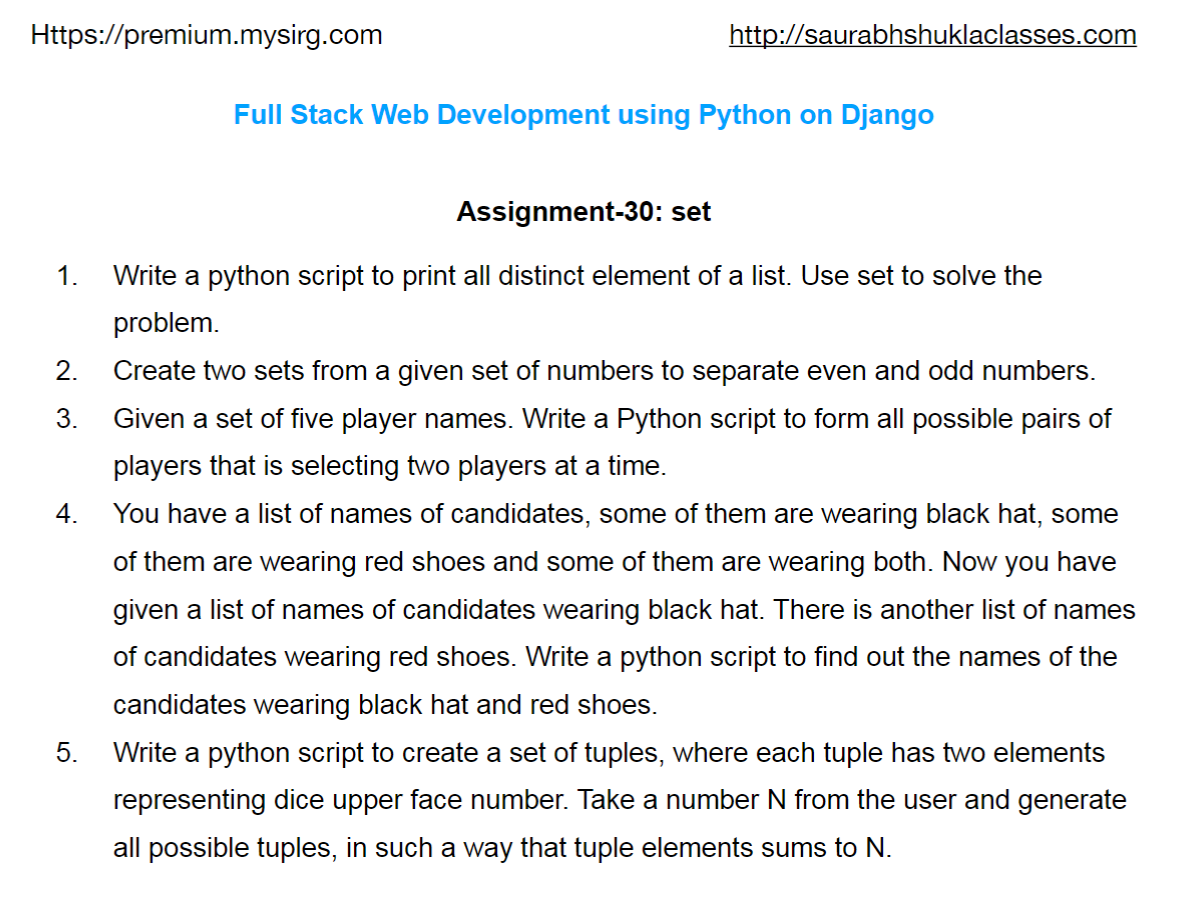 Https://premium.mysirg.com
http://saurabhshuklaclasses.com
Full Stack Web Development using Python on Django
Assignment-30: set
1. Write a python script to print all distinct element of a list. Use set to solve the
problem.
2. Create two sets from a given set of numbers to separate even and odd numbers.
3. Given a set of five player names. Write a Python script to form all possible pairs of
players that is selecting two players at a time.
4. You have a list of names of candidates, some of them are wearing black hat, some
of them are wearing red shoes and some of them are wearing both. Now you have
given a list of names of candidates wearing black hat. There is another list of names
of candidates wearing red shoes. Write a python script to find out the names of the
candidates wearing black hat and red shoes.
5. Write a python script to create a set of tuples, where each tuple has two elements
representing dice upper face number. Take a number N from the user and generate
all possible tuples, in such a way that tuple elements sums to N.